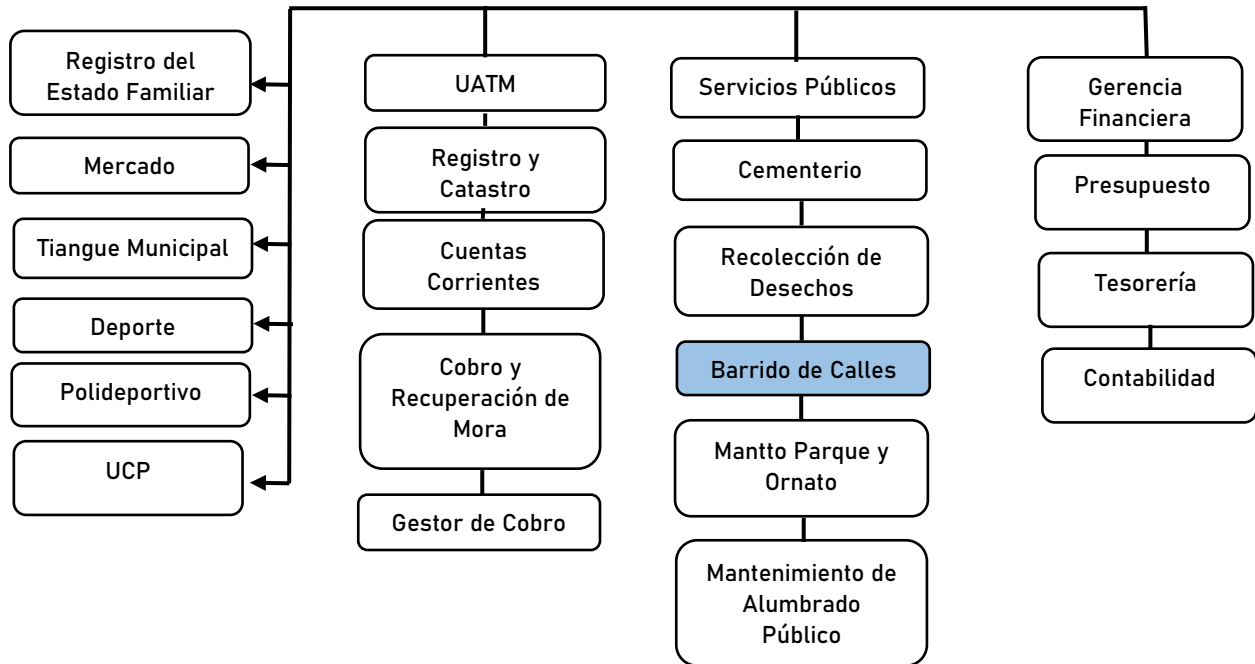 Registro del
Estado Familiar
Mercado
Tiangue Municipal
Deporte
Polideportivo
UCP
UATM
Registro y
Catastro
Cuentas
Corrientes
Cobro y
Recuperación de
Mora
Gestor de Cobro
Servicios Públicos
Cementerio
Recolección de
Desechos
Barrido de Calles
Mantto Parque y
Ornato
Mantenimiento de
Alumbrado
Público
Gerencia
Financiera
Presupuesto
Tesorería
Contabilidad